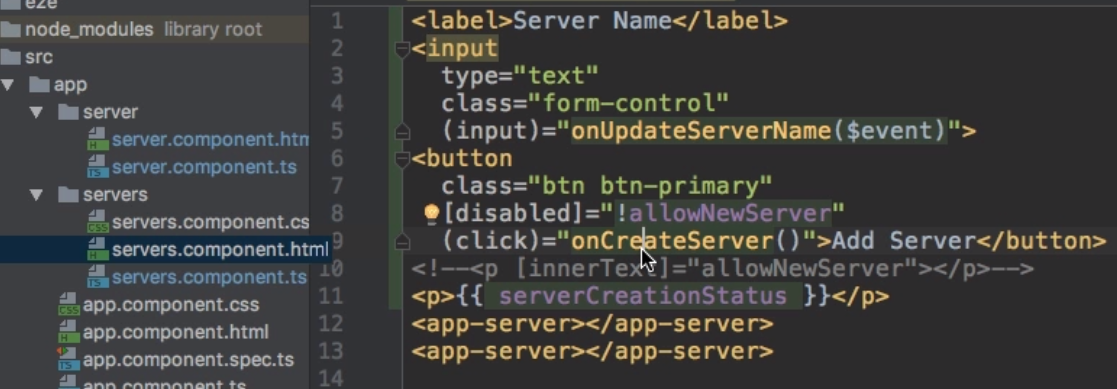 eze
node_modules library root
src
app
server
server.component.htm
server.component.ts
servers
servers.component.cs
servers.component.html
servers.component.ts
app.component.css
app.component.html
app.component.spec.ts
app.component.ts
1 <label>Server Name</label>
2 <input
3 type="text"
4 class="form-control"
5 (input)="onUpdateServerName($event)">
6 <button
7 class="btn btn-primary"
8 [disabled]="!allowNewServer"
9 (click)="onCreateServer()">Add Server</button>
10 <!--<p [innerText]="allowNewServer"></p>-->
11 <p>{{ serverCreationStatus }}</p>
12 <app-server></app-server>
13 <app-server></app-server>
14